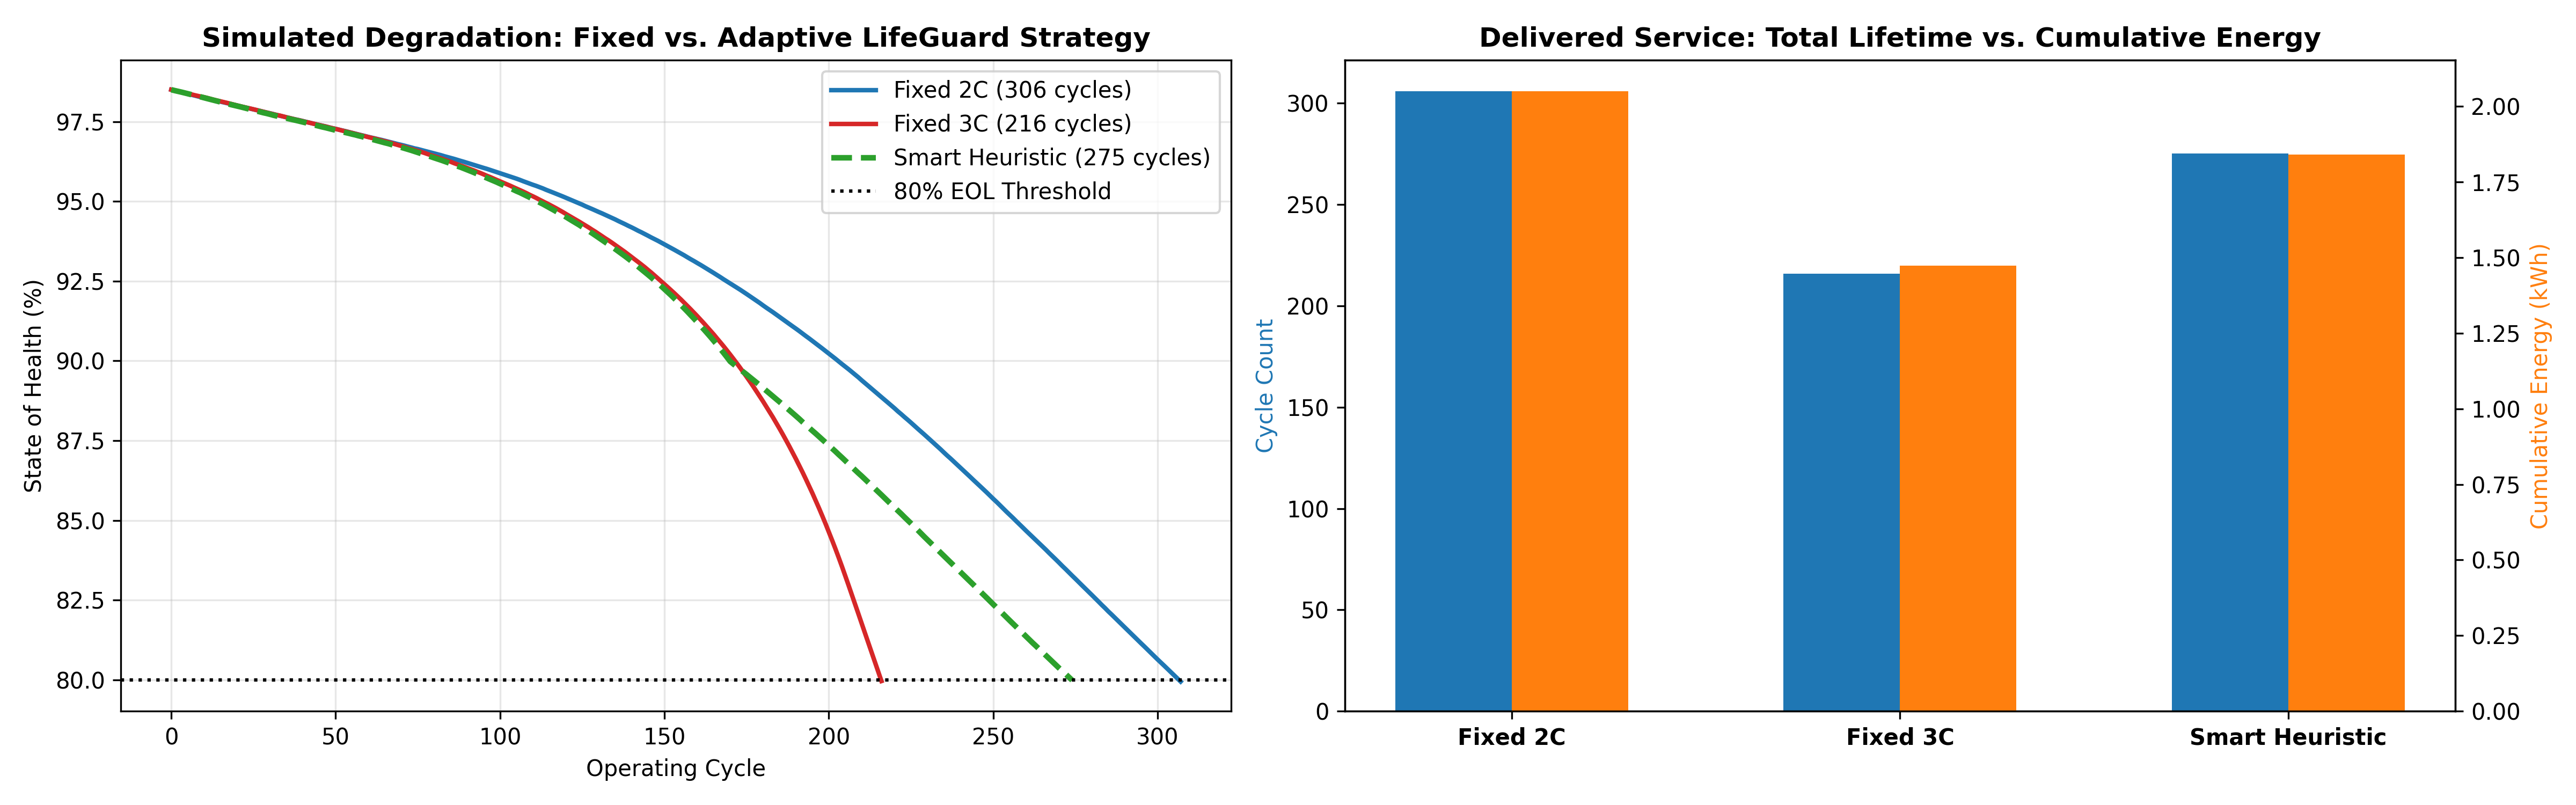 Simulated Degradation: Fixed vs. Adaptive LifeGuard Strategy
State of Health (%)
97.5
95.0
92.5
90.0
87.5
85.0
82.5
80.0
Fixed 2C (306 cycles)
Fixed 3C (216 cycles)
Smart Heuristic (275 cycles)
80% EOL Threshold
0 50 100 150 200 250 300
Operating Cycle
Delivered Service: Total Lifetime vs. Cumulative Energy
Cycle Count
300
250
200
150
100
50
0
Fixed 2C Fixed 3C Smart Heuristic
2.00
1.75
1.50
1.25
1.00
0.75
0.50
0.25
0.00
Cumulative Energy (kWh)